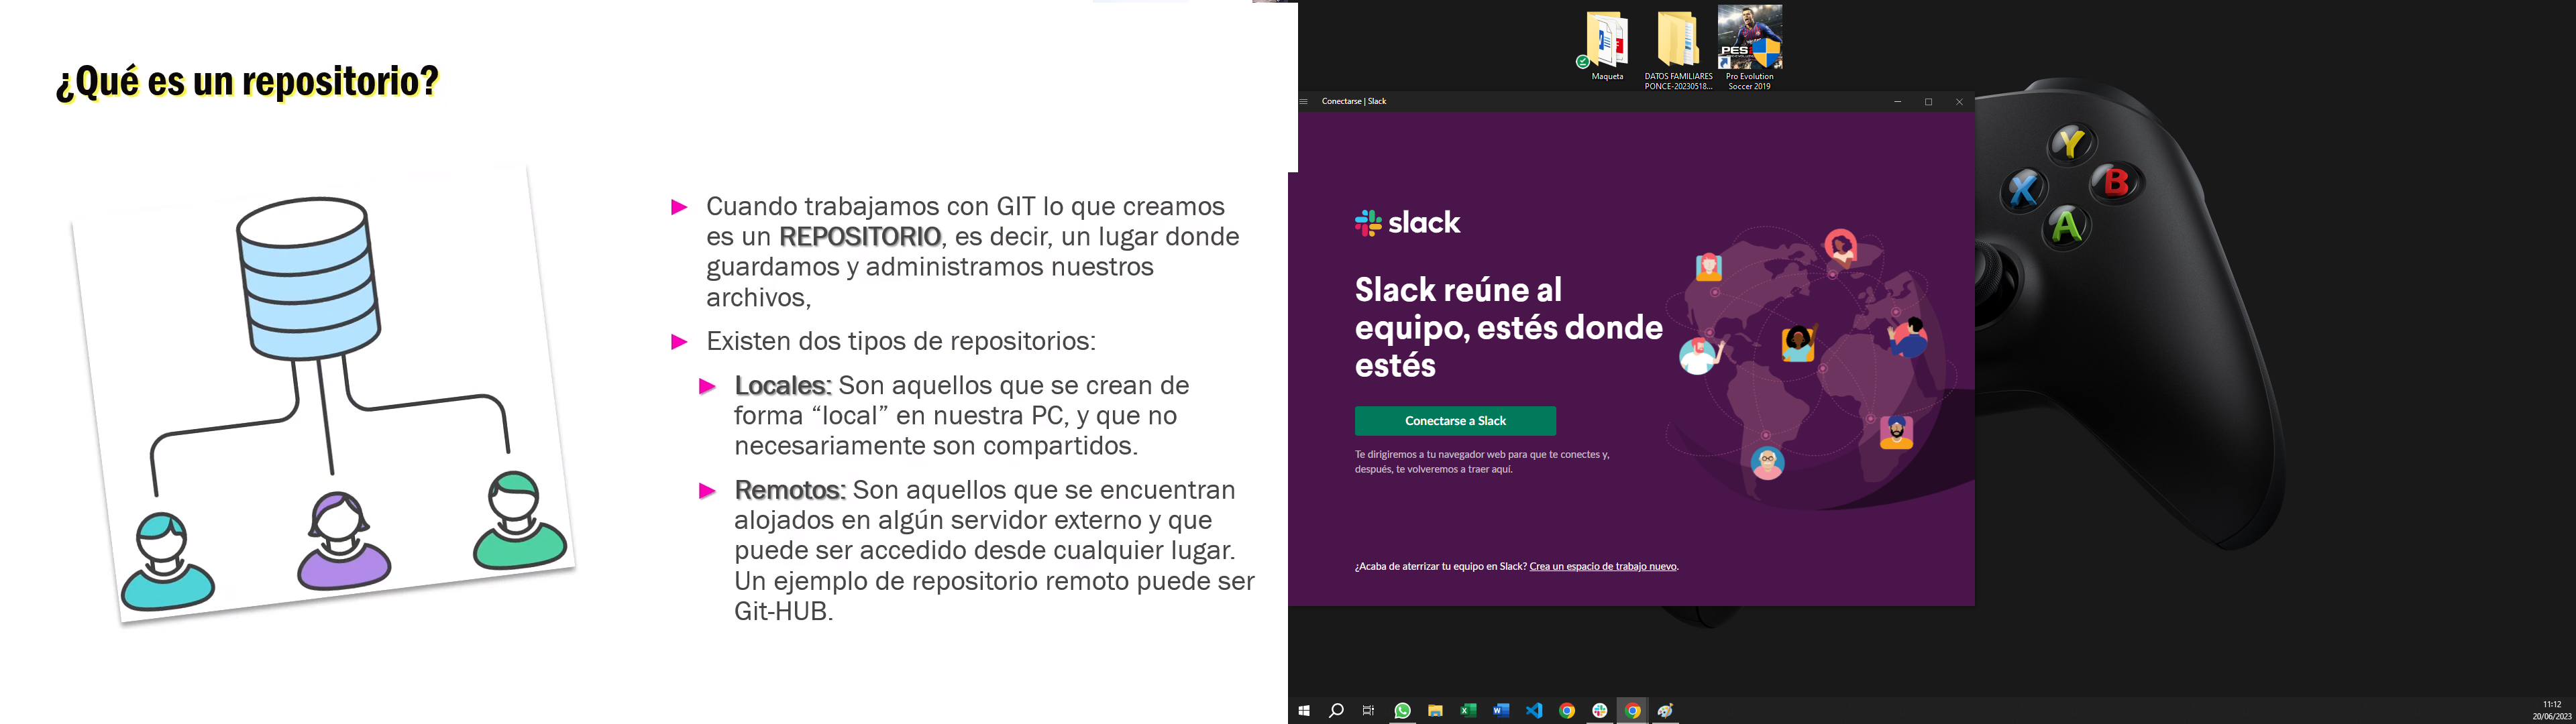 ¿Qué es un repositorio?
Cuando trabajamos con GIT lo que creamos
es un REPOSITORIO, es decir, un lugar donde
guardamos y administramos nuestros
archivos,
Existen dos tipos de repositorios:
Locales: Son aquellos que se crean de
forma “local” en nuestra PC, y que no
necesariamente son compartidos.
Remotos: Son aquellos que se encuentran
alojados en algún servidor externo y que
puede ser accedido desde cualquier lugar.
Un ejemplo de repositorio remoto puede ser
Git-HUB.
Maqueta
DATOS FAMILIARES
PONCE-20230518...
PES
Pro Evolution
Soccer 2019
Conectarse | Slack
slack
Slack reúne al
equipo, estés donde
estés
Conectarse a Slack
Te dirigiremos a tu navegador web para que te conectes y,
después, te volveremos a traer aquí.
¿Acaba de aterrizar tu equipo en Slack? Crea un espacio de trabajo nuevo.
Y
X
B
A
11:12
20/06/2023